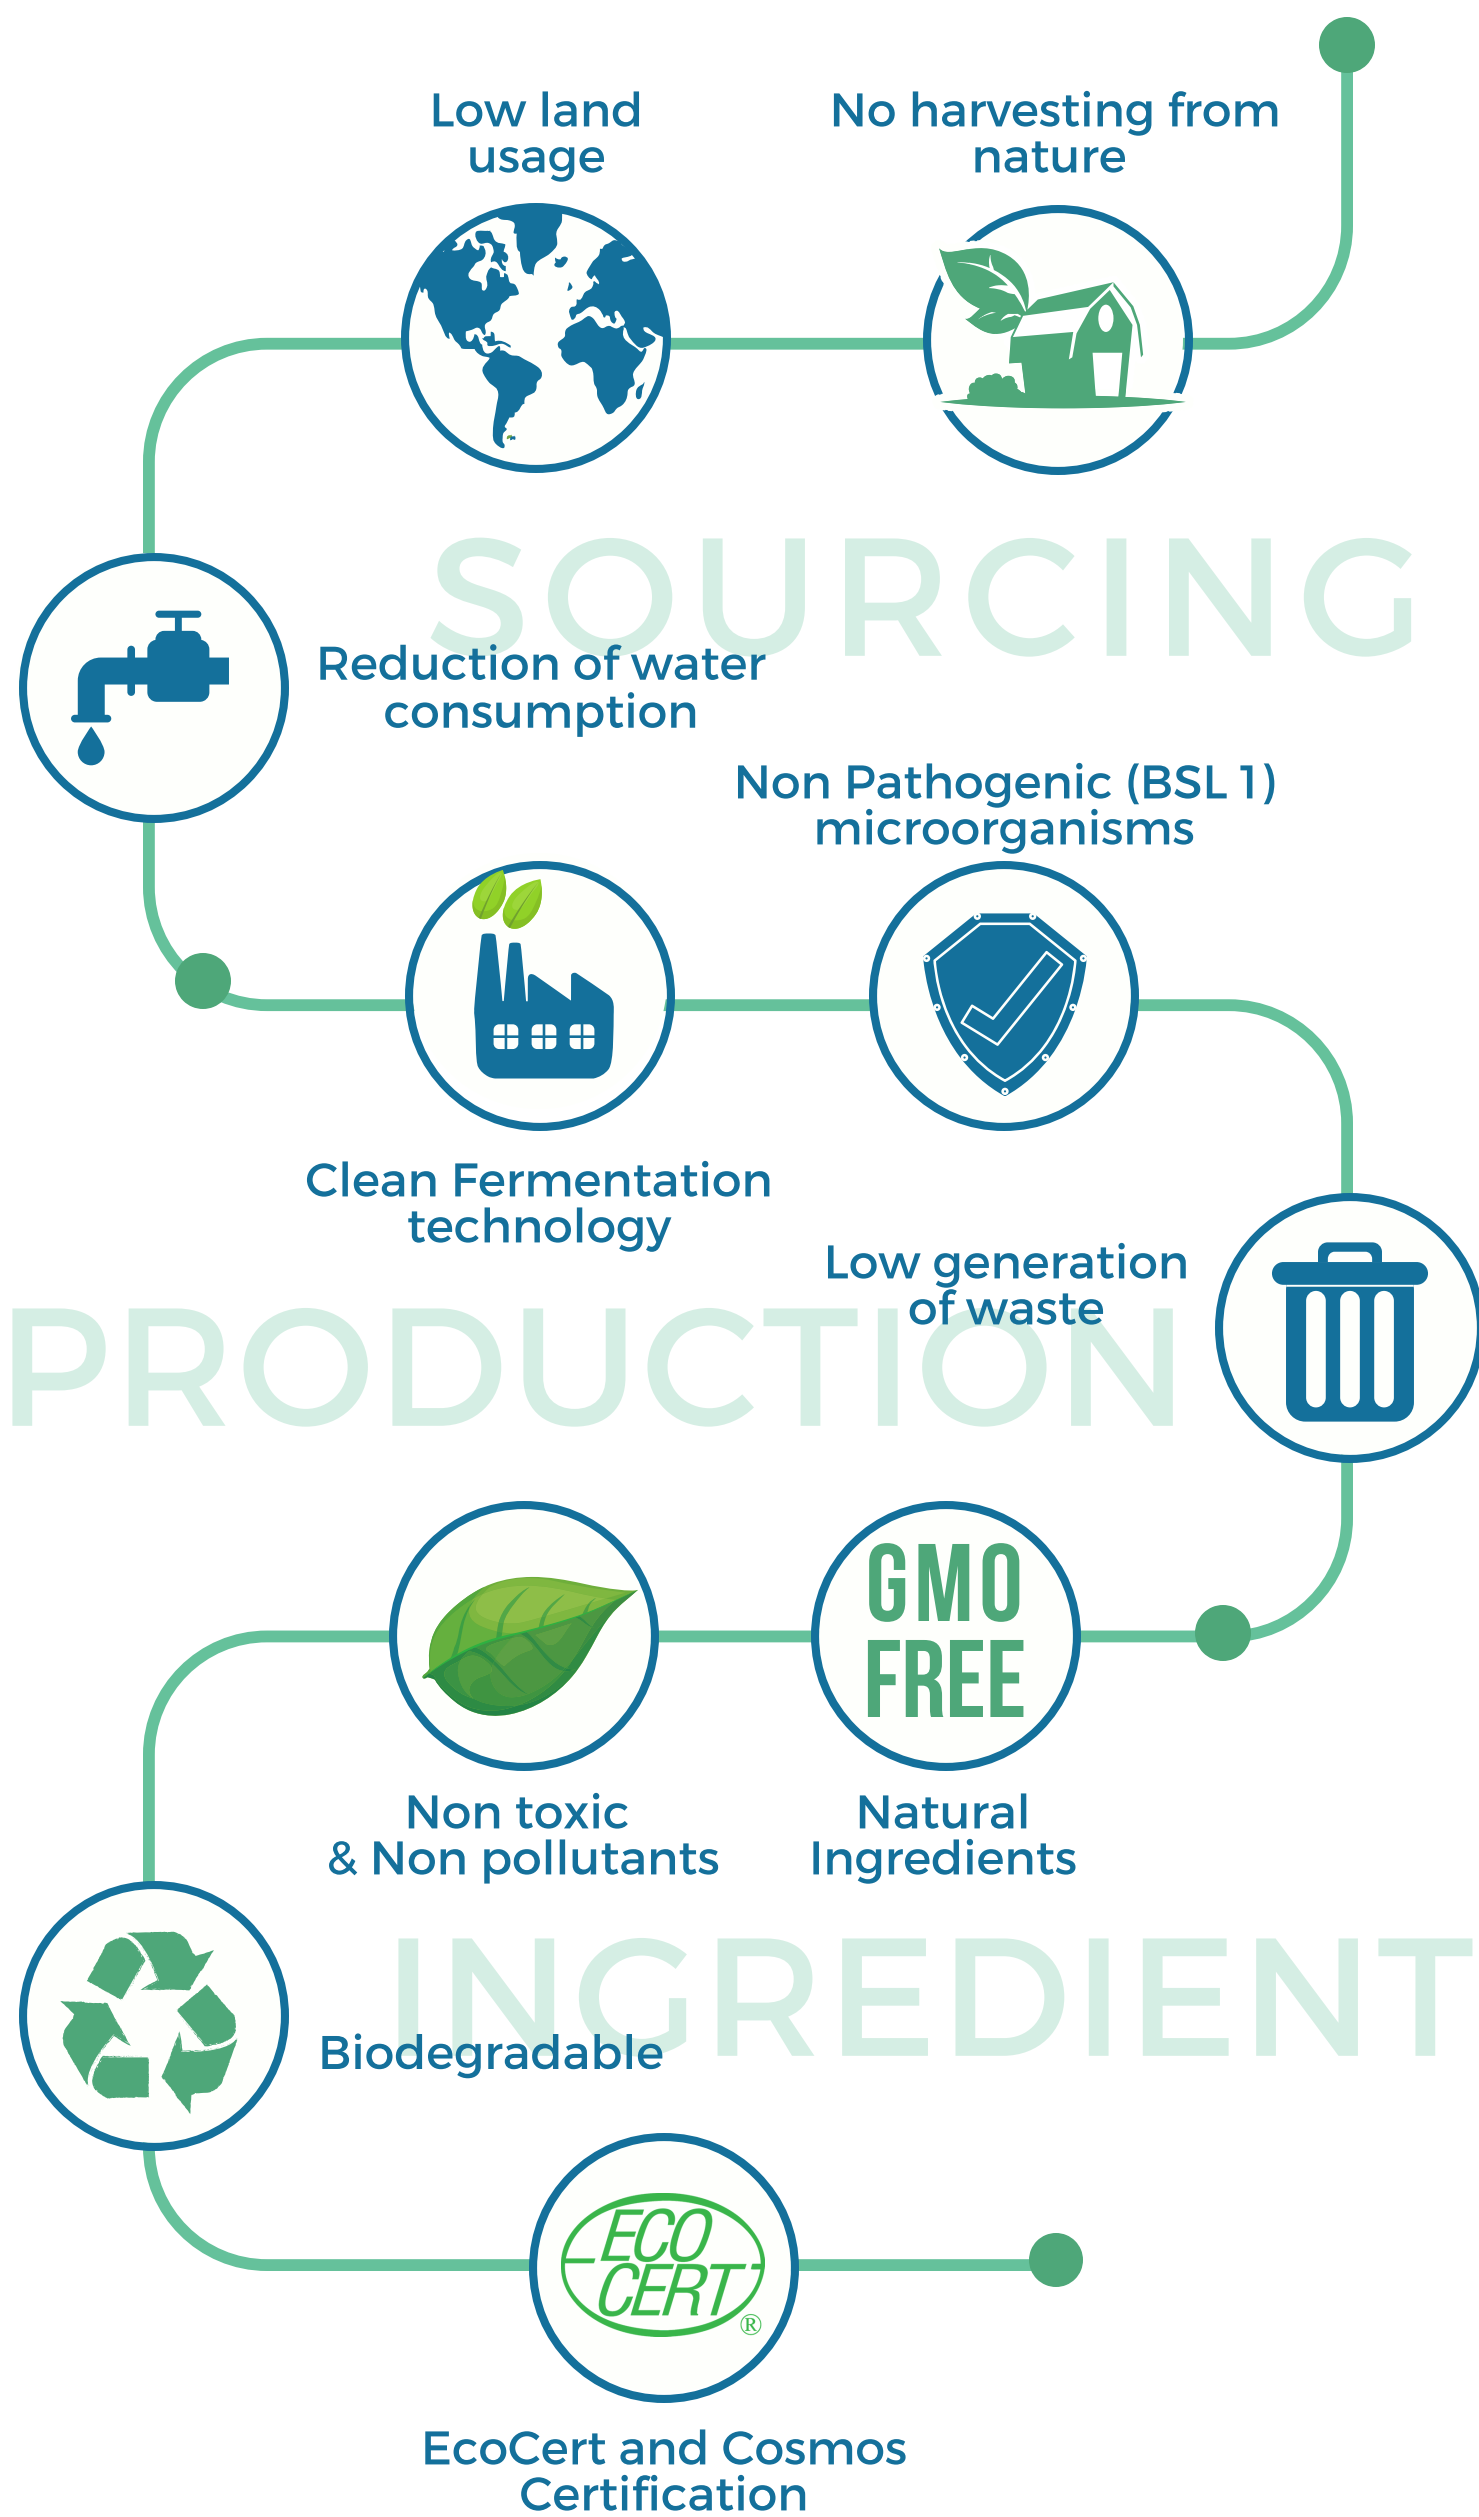 Low land
usage
No harvesting from
nature
SOURCING
Reduction of water
consumption
Non Pathogenic (BSL 1)
microorganisms
Clean Fermentation
technology
Low generation
of waste
PRODUCTION
GMO
FREE
Non toxic
& Non pollutants
Natural
Ingredients
INGREDIENT
Biodegradable
ECO
CERT
®
EcoCert and Cosmos
Certification